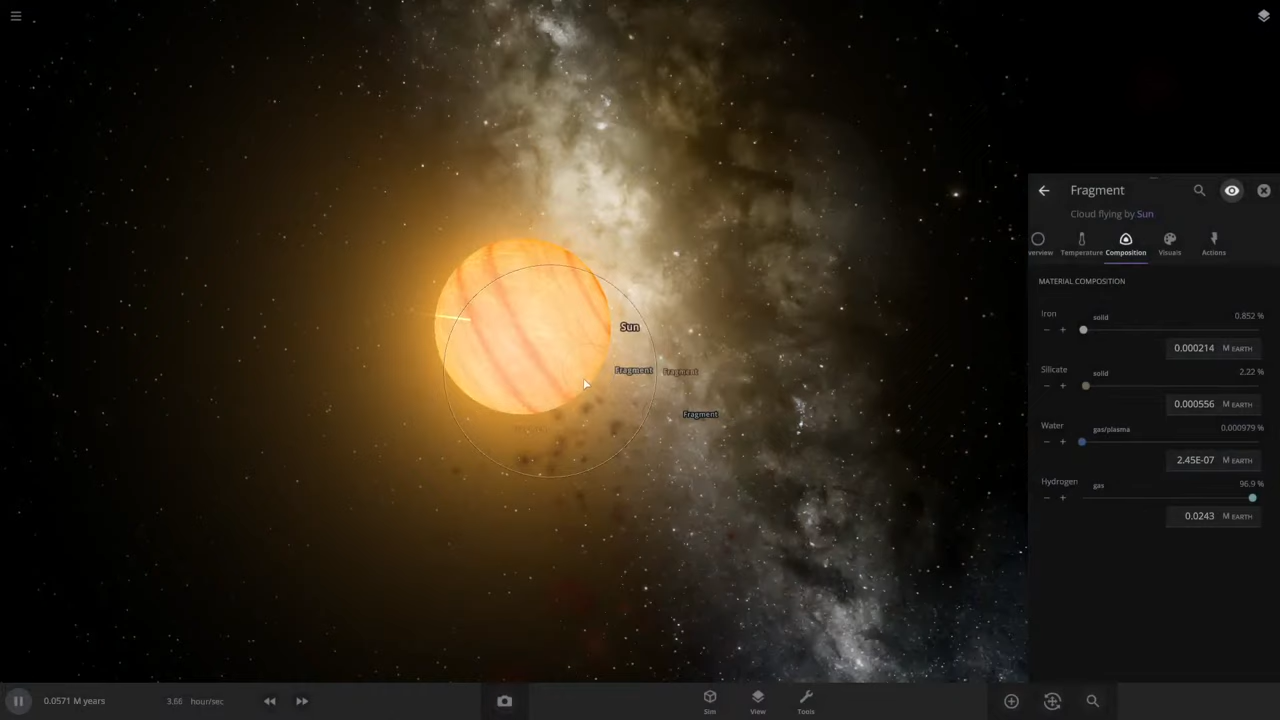 Fragment
Cloud flying by Sun
verview
Temperature
Composition
Visuals
Actions
MATERIAL COMPOSITION
Iron
solid
0.852 %
0.000214 M EARTH
Silicate
solid
2.22 %
0.000556 M EARTH
Water
gas/plasma
0.000979 %
2.45E-07 M EARTH
Hydrogen
gas
96.9 %
0.0243 M EARTH
Sun
Fragment
Fragment
Fragment
0.0571 M years
3.66 hour/sec
Sim
View
Tools